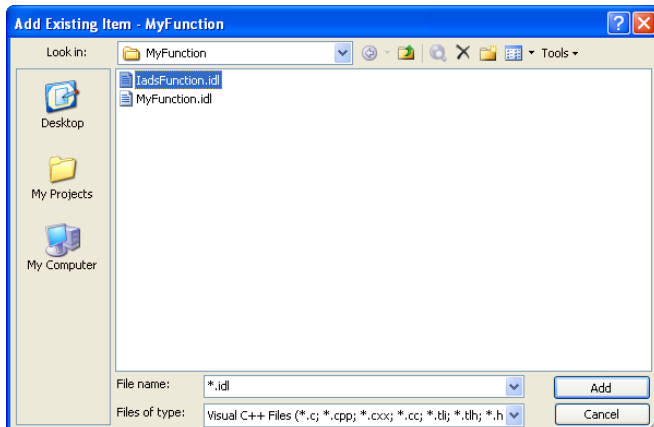 Add Existing Item - MyFunction
Look in: MyFunction Tools
IadsFunction.idl
MyFunction.idl
Desktop
My Projects
My Computer
File name: *.idl Add
Files of type: Visual C++ Files (*.c; *.cpp; *.cxx; *.cc; *.tli; *.tlh; *.h Cancel